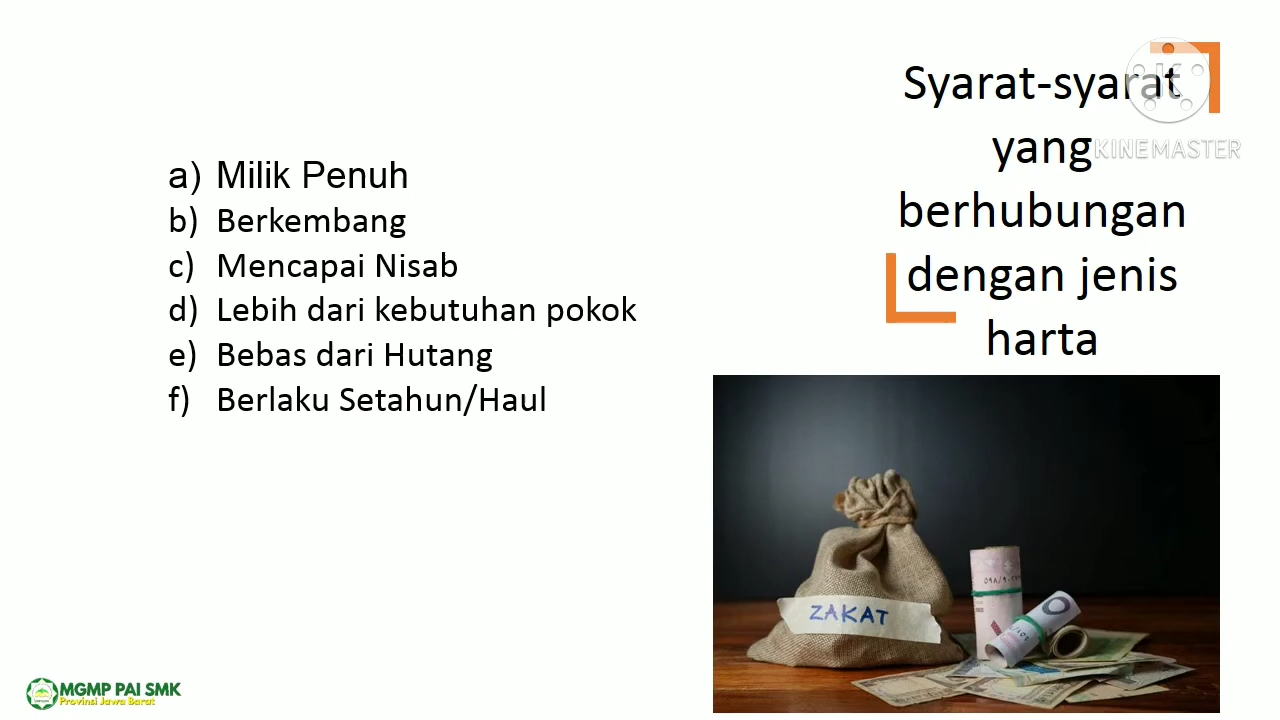 Syarat-syarat
yang
berhubungan
dengan jenis
harta
KINEMASTER
a) Milik Penuh
b) Berkembang
c) Mencapai Nisab
d) Lebih dari kebutuhan pokok
e) Bebas dari Hutang
f) Berlaku Setahun/Haul
ZAKAT
MGMP PAI SMK
Provinsi Jawa Barat